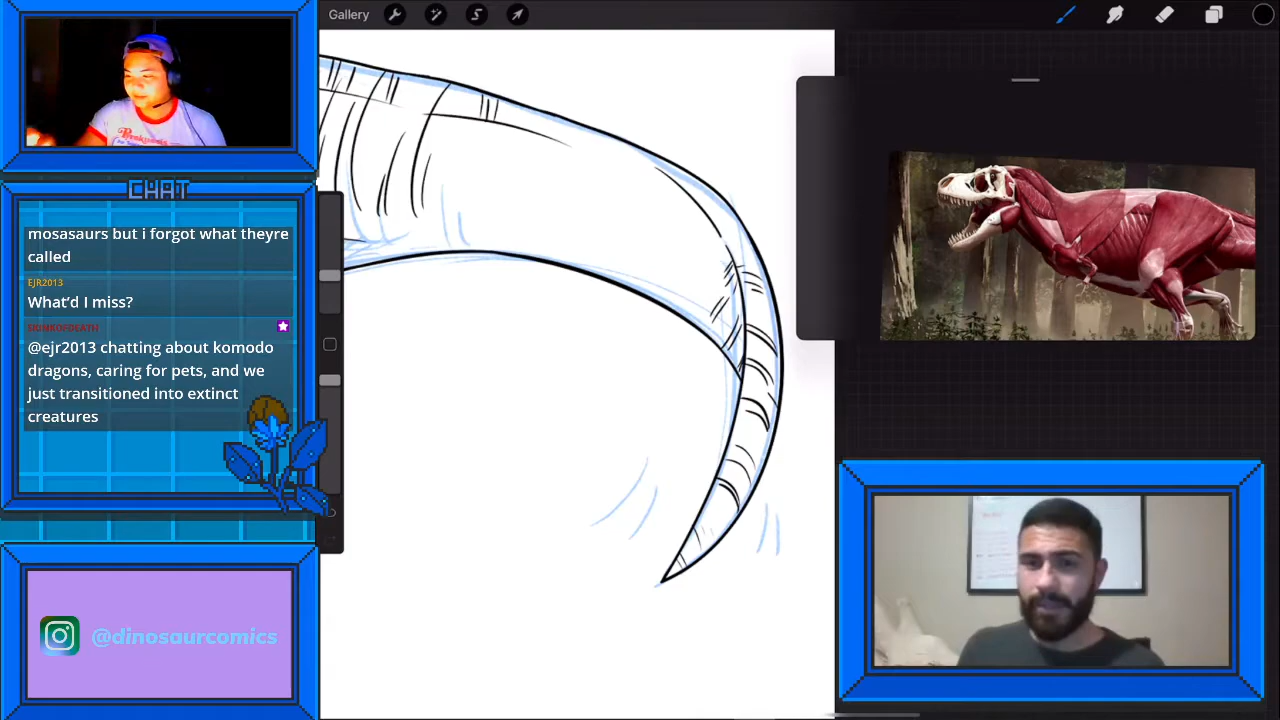 Gallery
CHAT
mosasaurs but i forgot what theyre
called
EJR2013
What'd I miss?
@ejr2013 chatting about komodo
dragons, caring for pets, and we
just transitioned into extinct
creatures
@dinosaurcomics